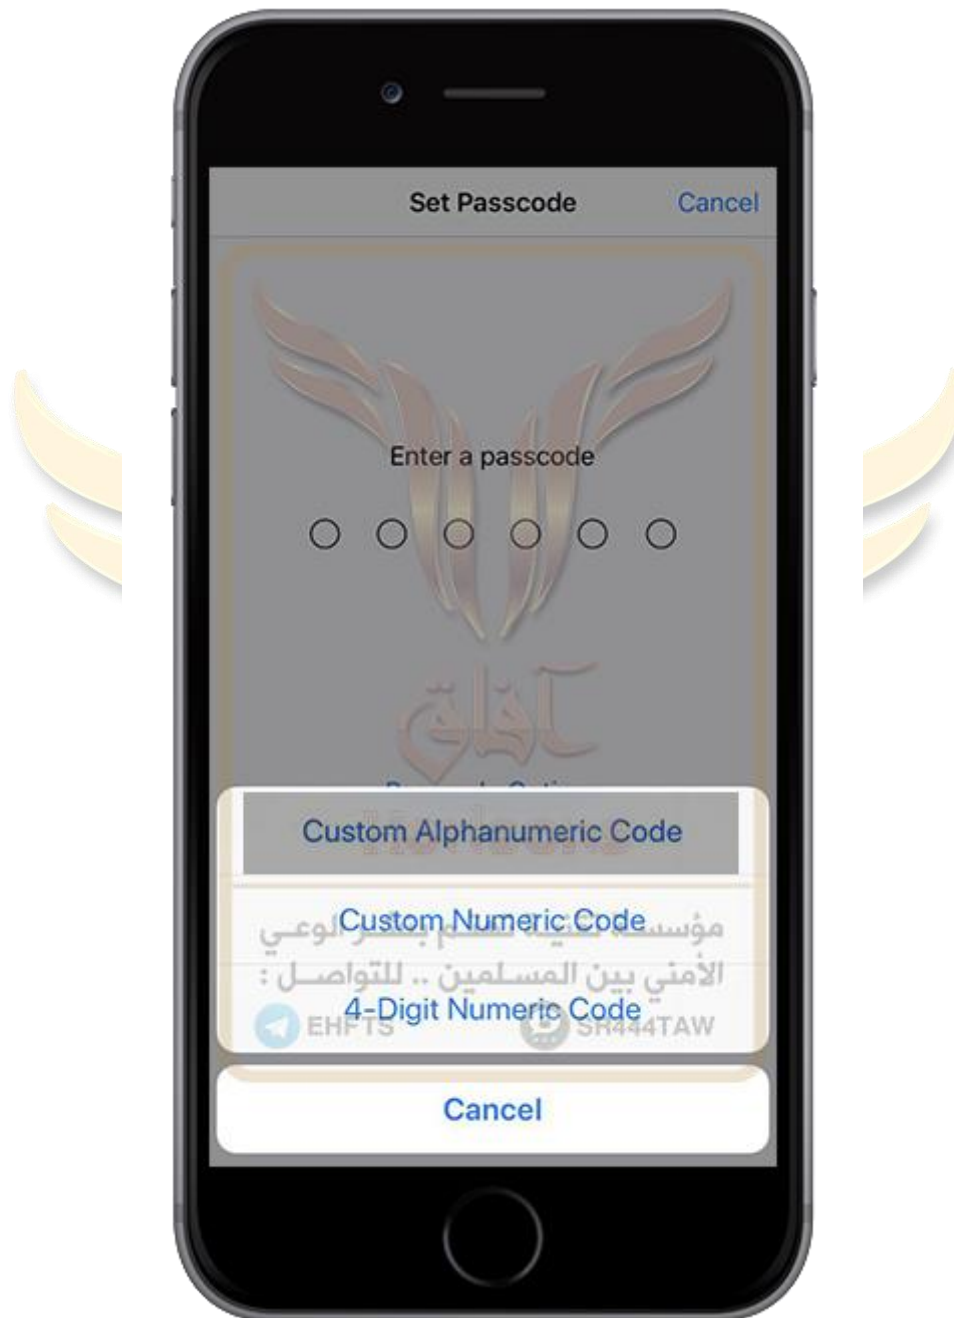 Set Passcode
Cancel
Enter a passcode
آفاق
Custom Alphanumeric Code
Custom Numeric Code
مؤسسة الوعي
الأمني بين المسلمين .. للتواصل :
4-Digit Numeric Code
EHFTS
SR444TAW
Cancel